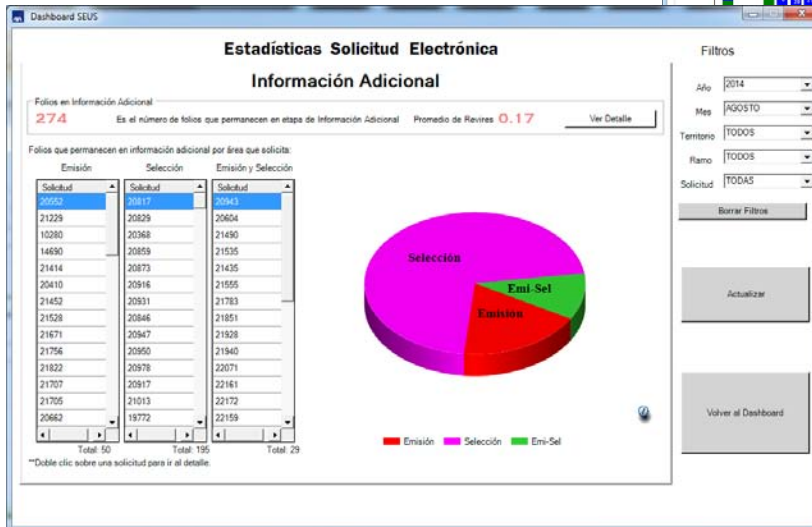 Dashboard SEUS
Estadísticas Solicitud Electrónica
Información Adicional
Folios en Información Adicional
274 Es el número de folios que permanecen en etapa de Información Adicional Promedio de Revires 0.17 Ver Detalle
Folios que permanecen en información adicional por área que solicita:
Emisión Selección Emisión y Selección
Solicitud Solicitud Solicitud
20552 20817 20943
21229 20829 20604
10280 20368 21490
14690 20859 21535
21414 20873 21435
20410 20916 21555
21452 20931 21783
21528 20846 21851
21671 20947 21928
21756 20950 21940
21822 20978 22071
21707 20917 22161
21705 21013 22172
20662 19772 22159
Total: 50 Total: 195 Total: 29
**Doble clic sobre una solicitud para ir al detalle.
Selección
Emi-Sel
Emisión
Emisión Selección Emi-Sel
Filtros
Año 2014
Mes AGOSTO
Territorio TODOS
Ramo TODOS
Solicitud TODAS
Borrar Filtros
Actualizar
Volver al Dashboard